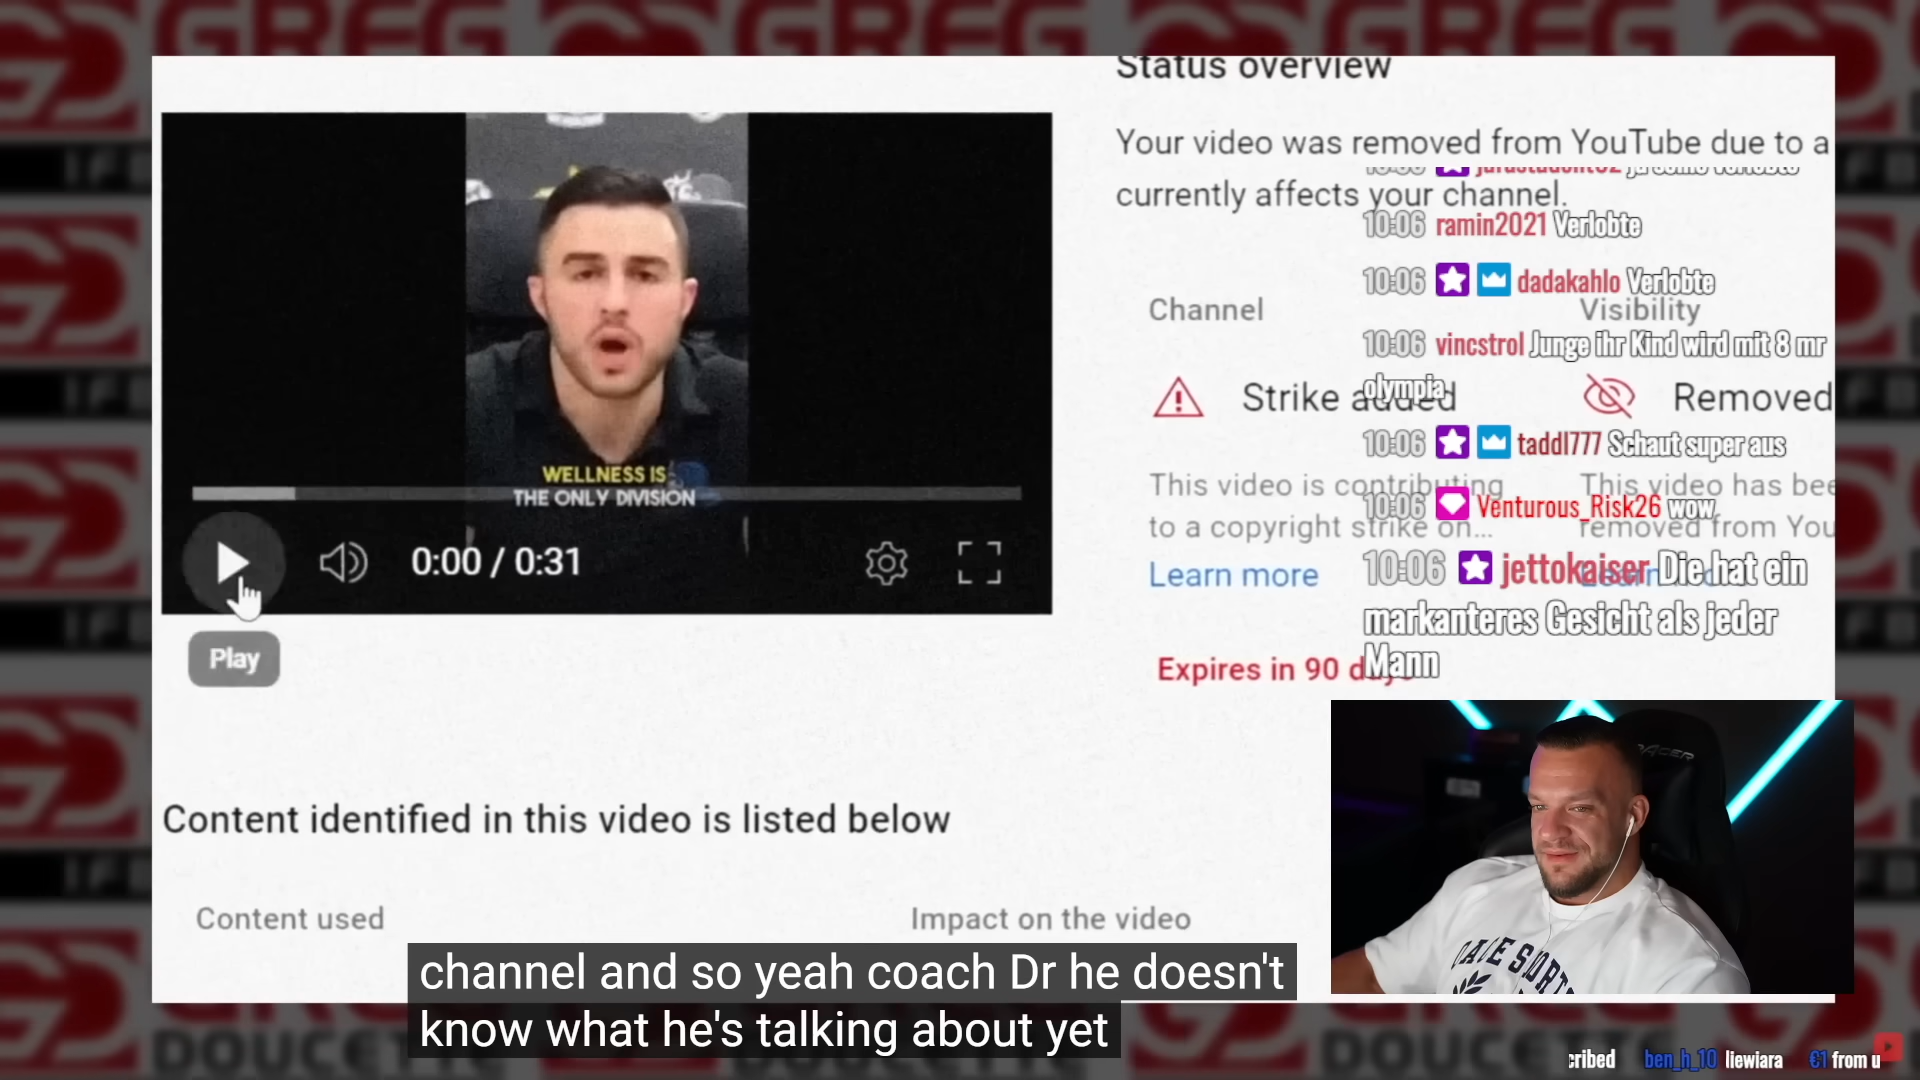 GREG
DOUCETTE
Status overview
Your video was removed from YouTube due to a
currently affects your channel.
10:06 ramin2021 Verlobte
10:06 dadakahlo Verlobte
10:06 vincstrol Junge ihr Kind wird mit 8 mr
olympia
10:06 taddl777 Schaut super aus
10:06 Venturous_Risk26 wow
10:06 jettokaiser Die hat ein
markanteres Gesicht als jeder
Mann
Channel
Visibility
Strike added
Removed
This video is contributing
to a copyright strike on...
This video has bee
removed from You
Learn more
Expires in 90 days
WELLNESS IS
THE ONLY DIVISION
0:00 / 0:31
Play
Content identified in this video is listed below
Content used
Impact on the video
channel and so yeah coach Dr he doesn't
know what he's talking about yet
cribed ben_h_10 liewiara €1 from u